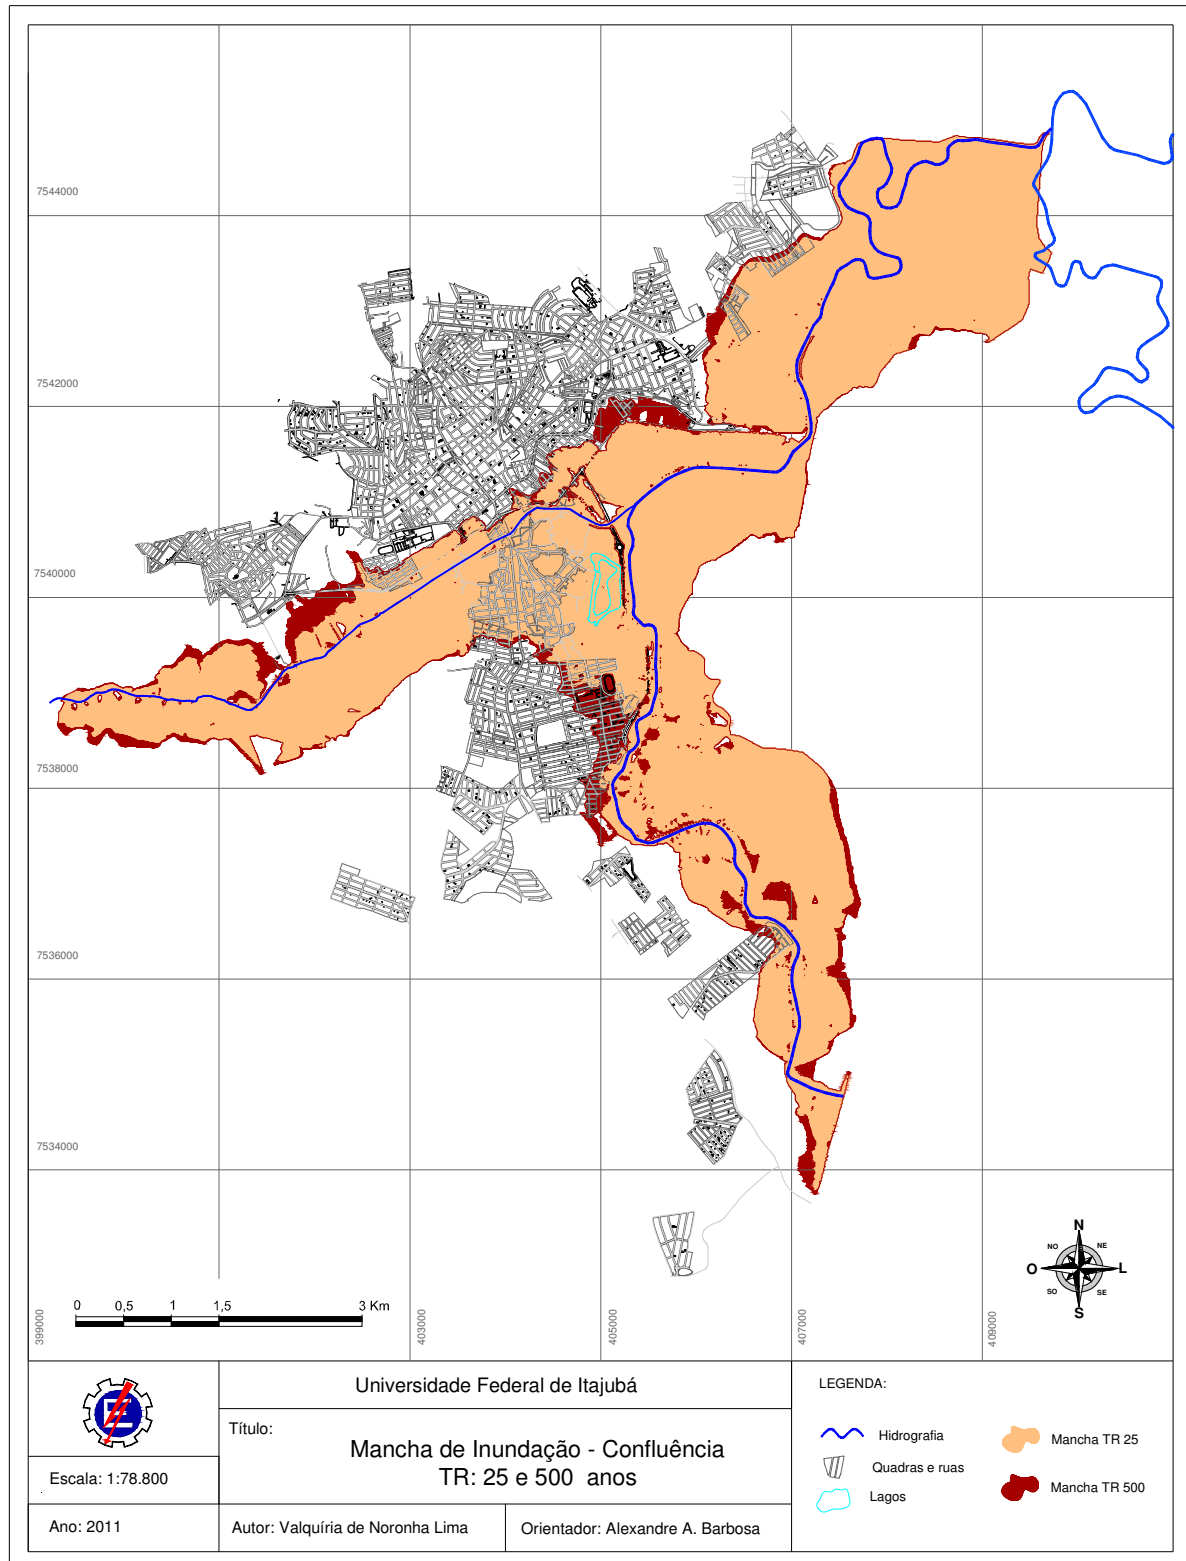 7544000
7542000
7540000
7538000
7536000
7534000
N
NO
NE
O
L
SO
SE
S
0
0,5
1
1,5
3 Km
399000
403000
405000
407000
409000
Universidade Federal de Itajubá
LEGENDA:
Título:
Mancha de Inundação - Confluência
TR: 25 e 500 anos
Hidrografia
Mancha TR 25
Quadras e ruas
Mancha TR 500
Lagos
Escala: 1:78.800
Ano: 2011
Autor: Valquíria de Noronha Lima
Orientador: Alexandre A. Barbosa